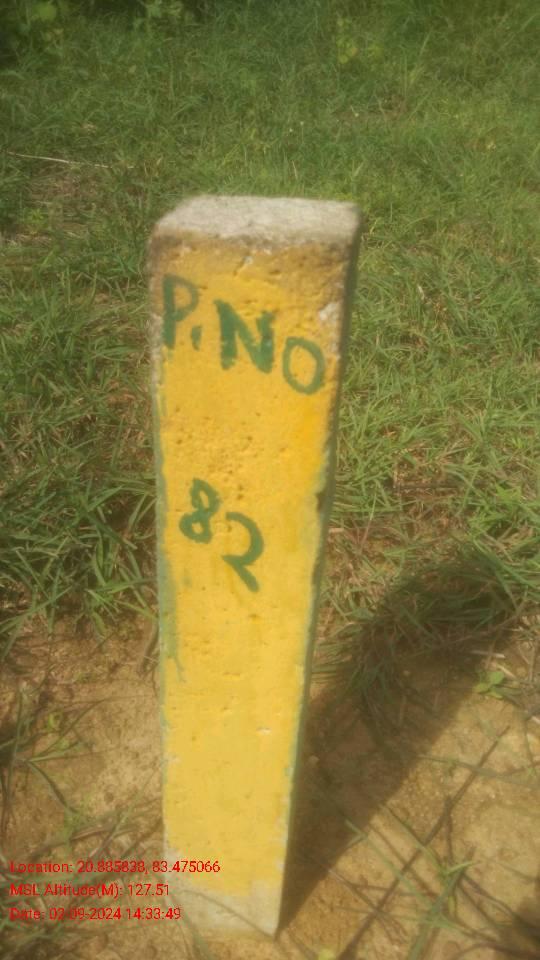 P. NO
82
Location: 20.885838, 83.475066
MSL Altitude(M): 127.51
Date: 02-09-2024 14:33:49